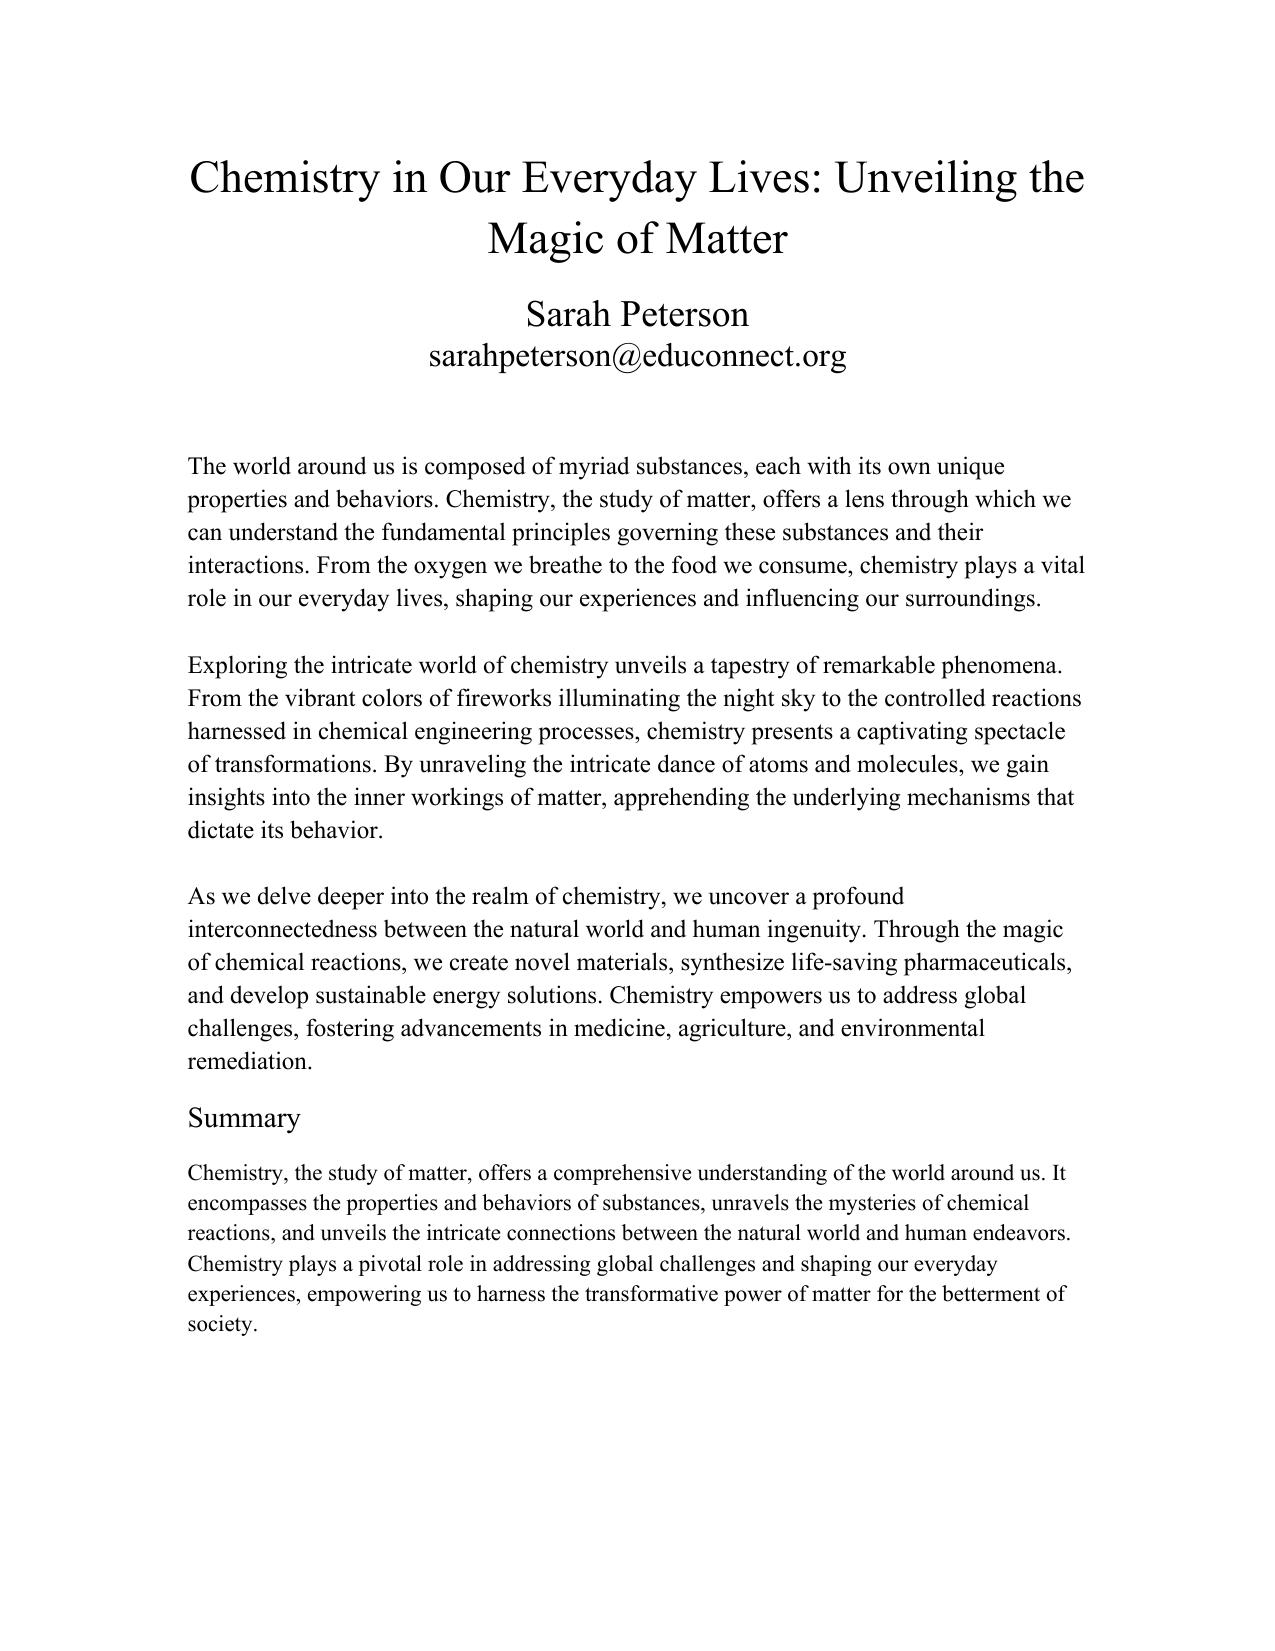 Chemistry in Our Everyday Lives: Unveiling the
Magic of Matter
Sarah Peterson
sarahpeterson@educonnect.org
The world around us is composed of myriad substances, each with its own unique
properties and behaviors. Chemistry, the study of matter, offers a lens through which we
can understand the fundamental principles governing these substances and their
interactions. From the oxygen we breathe to the food we consume, chemistry plays a vital
role in our everyday lives, shaping our experiences and influencing our surroundings.
Exploring the intricate world of chemistry unveils a tapestry of remarkable phenomena.
From the vibrant colors of fireworks illuminating the night sky to the controlled reactions
harnessed in chemical engineering processes, chemistry presents a captivating spectacle
of transformations. By unraveling the intricate dance of atoms and molecules, we gain
insights into the inner workings of matter, apprehending the underlying mechanisms that
dictate its behavior.
As we delve deeper into the realm of chemistry, we uncover a profound
interconnectedness between the natural world and human ingenuity. Through the magic
of chemical reactions, we create novel materials, synthesize life-saving pharmaceuticals,
and develop sustainable energy solutions. Chemistry empowers us to address global
challenges, fostering advancements in medicine, agriculture, and environmental
remediation.
Summary
Chemistry, the study of matter, offers a comprehensive understanding of the world around us. It
encompasses the properties and behaviors of substances, unravels the mysteries of chemical
reactions, and unveils the intricate connections between the natural world and human endeavors.
Chemistry plays a pivotal role in addressing global challenges and shaping our everyday
experiences, empowering us to harness the transformative power of matter for the betterment of
society.